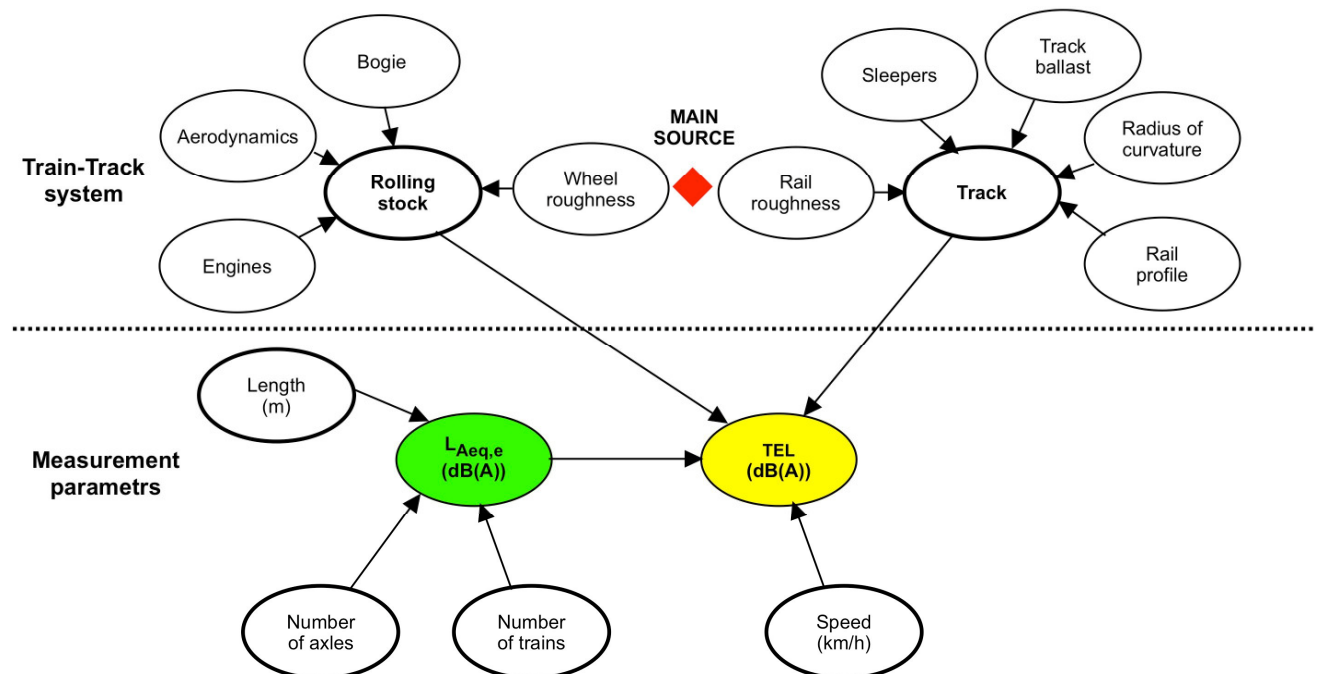 Bogie
Track
ballast
Sleepers
Aerodynamics
MAIN
SOURCE
Radius of
curvature
Train-Track
system
Rolling
stock
Wheel
roughness
Rail
roughness
Track
Engines
Rail
profile
Length
(m)
Measurement
parametrs
LAeq,e
(dB(A))
TEL
(dB(A))
Number
of axles
Number
of trains
Speed
(km/h)